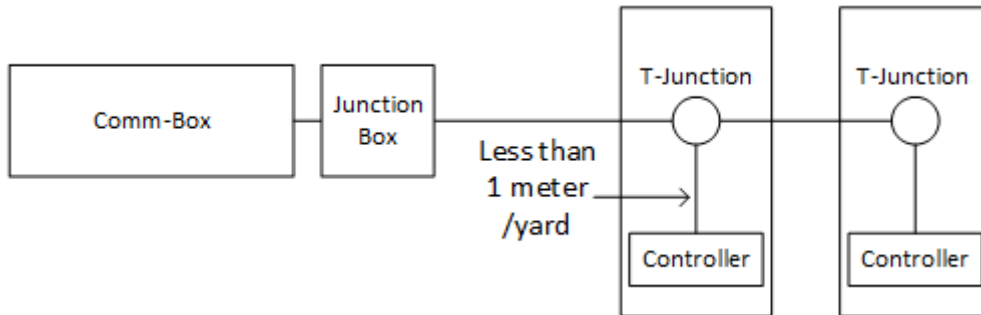 Comm-Box
Junction
Box
T-Junction
T-Junction
Less than
1 meter
/yard
Controller
Controller